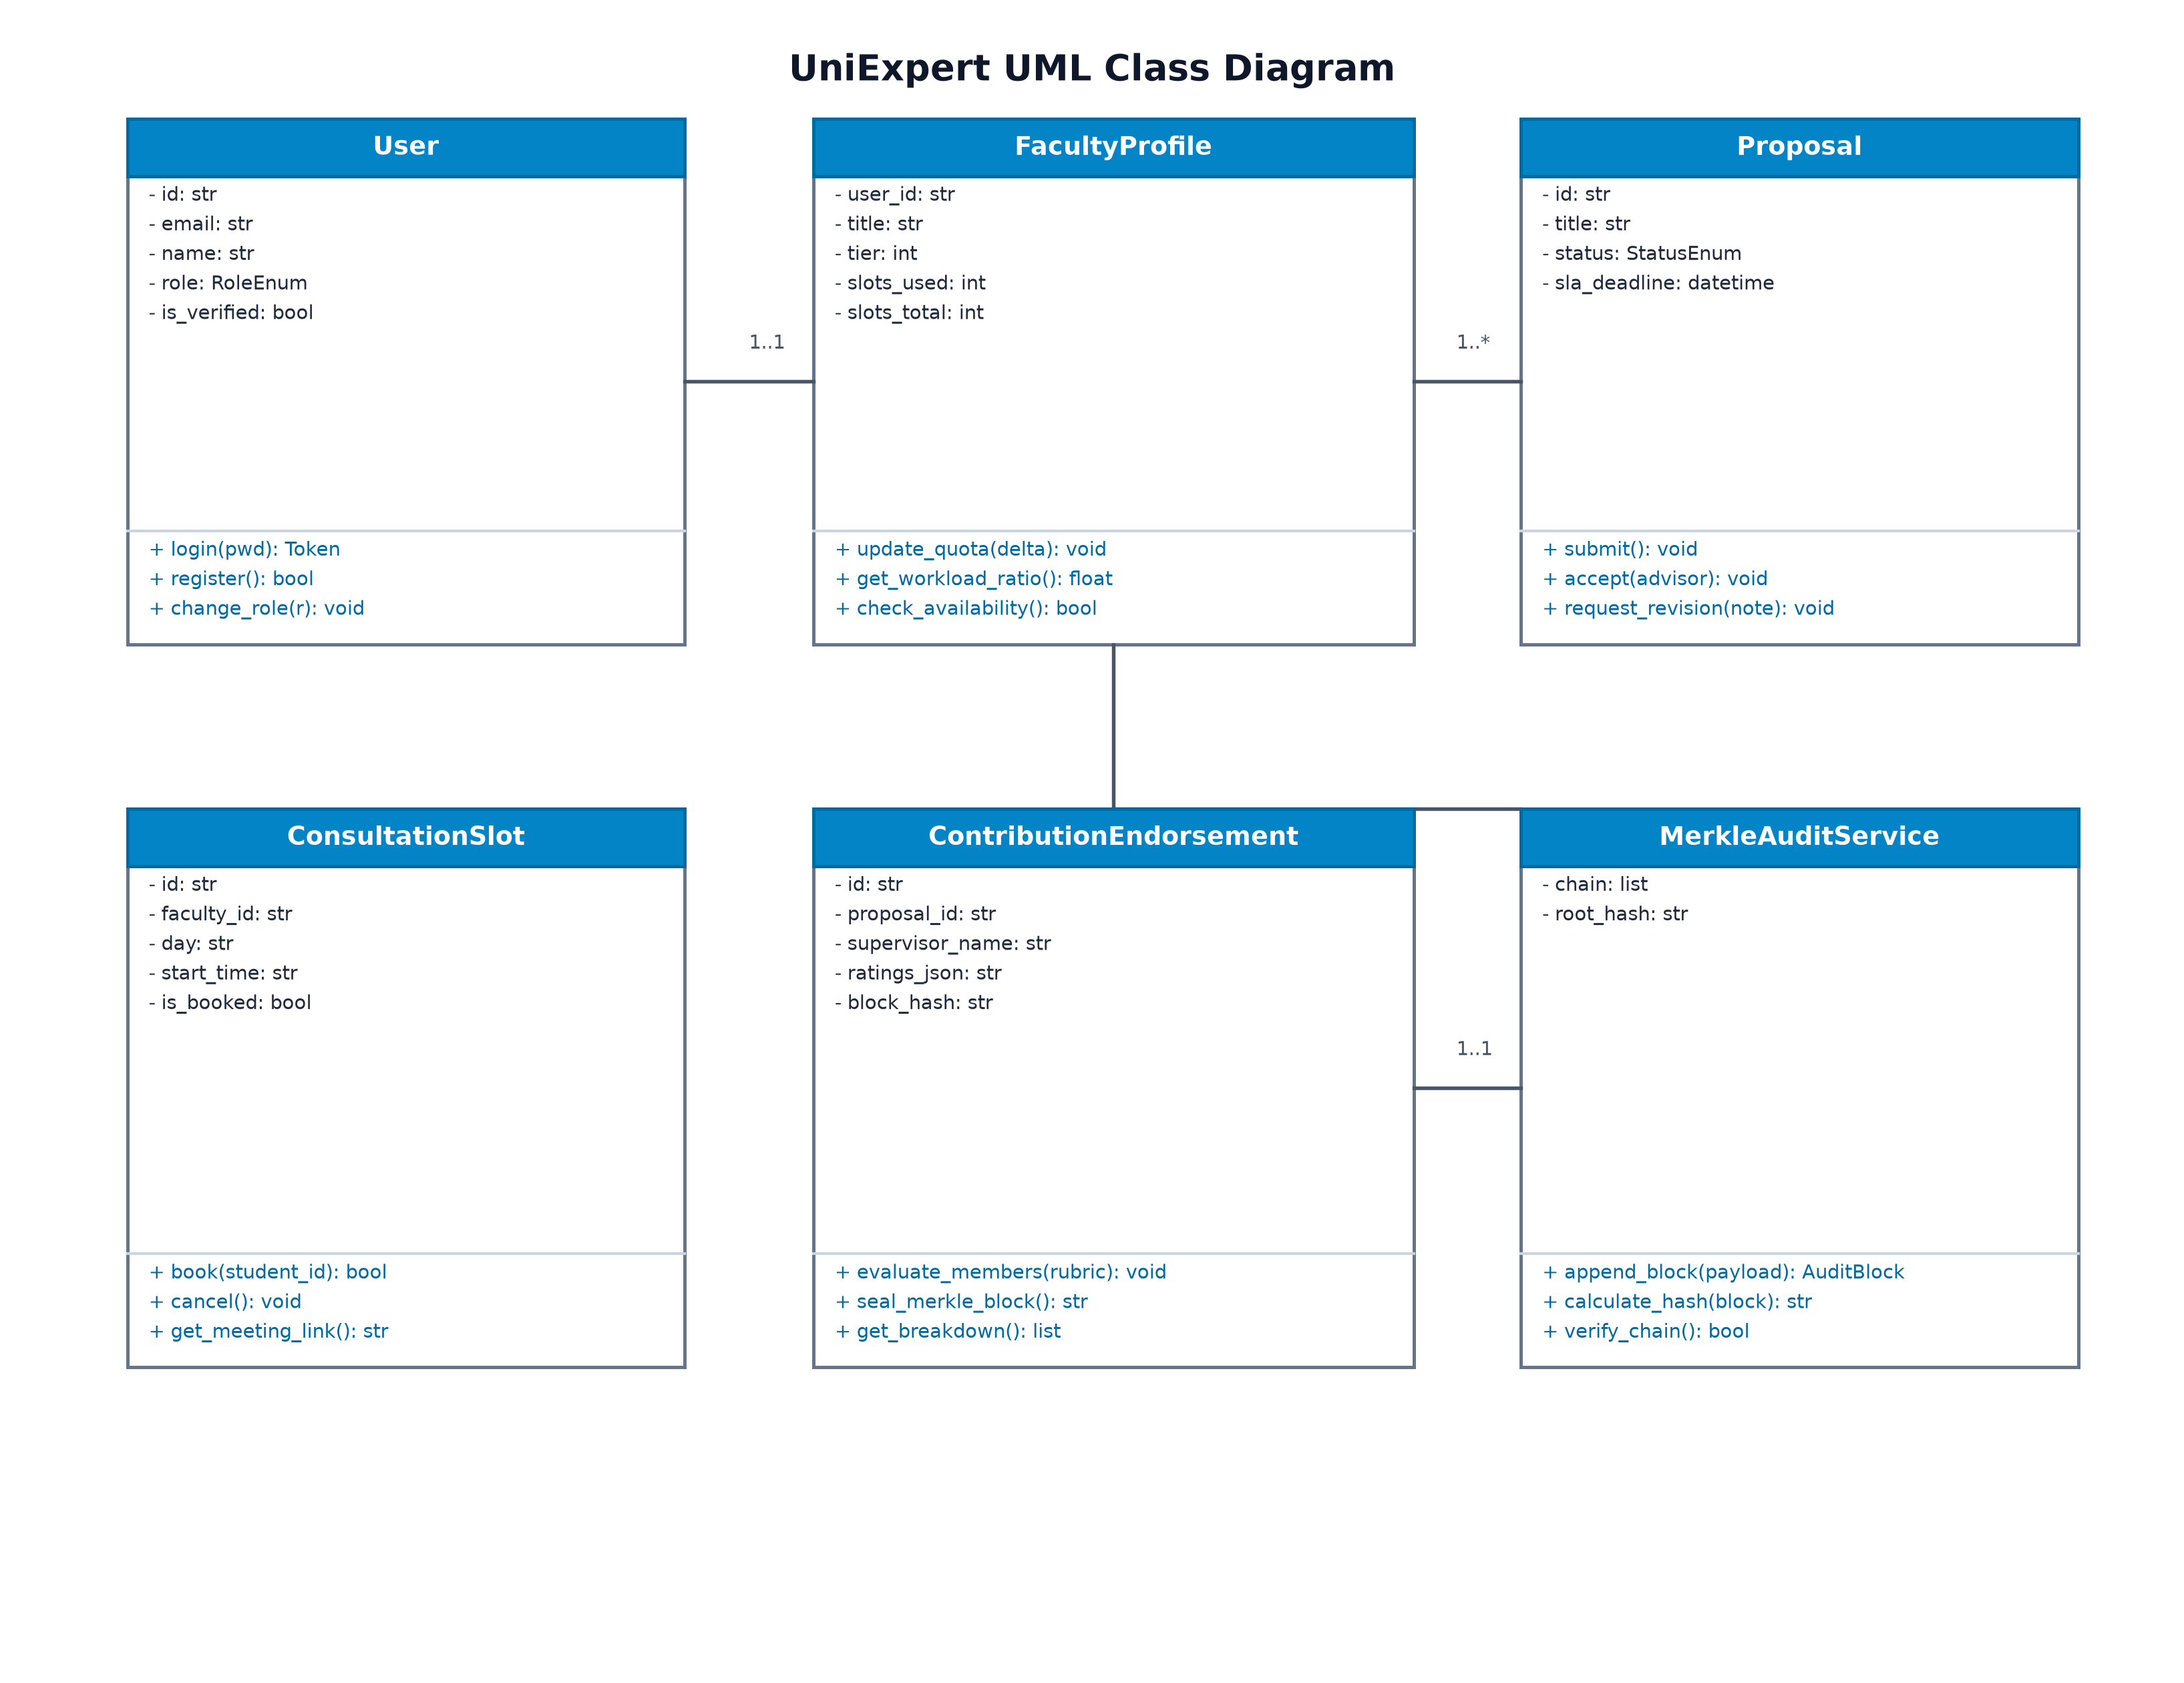 UniExpert UML Class Diagram
User
- id: str
- email: str
- name: str
- role: RoleEnum
- is_verified: bool
+ login(pwd): Token
+ register(): bool
+ change_role(r): void
1..1
FacultyProfile
- user_id: str
- title: str
- tier: int
- slots_used: int
- slots_total: int
+ update_quota(delta): void
+ get_workload_ratio(): float
+ check_availability(): bool
1..*
Proposal
- id: str
- title: str
- status: StatusEnum
- sla_deadline: datetime
+ submit(): void
+ accept(advisor): void
+ request_revision(note): void
ConsultationSlot
- id: str
- faculty_id: str
- day: str
- start_time: str
- is_booked: bool
+ book(student_id): bool
+ cancel(): void
+ get_meeting_link(): str
ContributionEndorsement
- id: str
- proposal_id: str
- supervisor_name: str
- ratings_json: str
- block_hash: str
+ evaluate_members(rubric): void
+ seal_merkle_block(): str
+ get_breakdown(): list
1..1
MerkleAuditService
- chain: list
- root_hash: str
+ append_block(payload): AuditBlock
+ calculate_hash(block): str
+ verify_chain(): bool